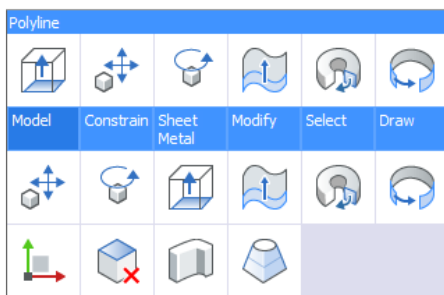 Polyline
Model
Constrain
Sheet
Metal
Modify
Select
Draw